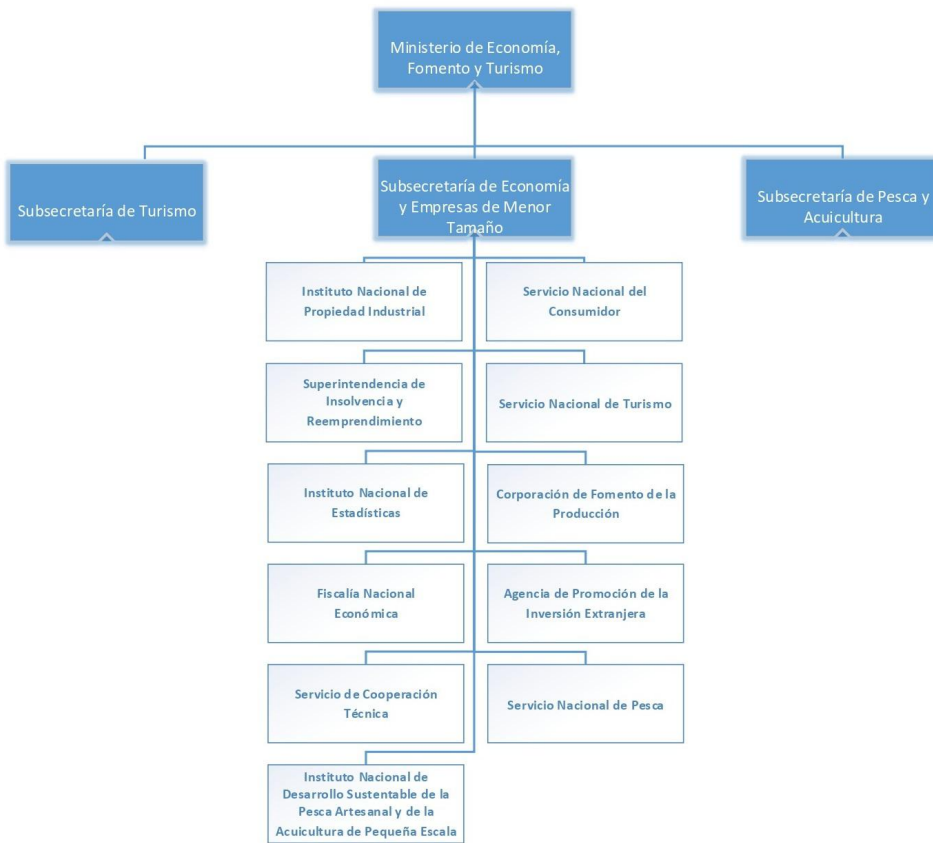 Ministerio de Economía,
Fomento y Turismo
Subsecretaría de Turismo
Subsecretaría de Economía
y Empresas de Menor
Tamaño
Subsecretaría de Pesca y
Acuicultura
Instituto Nacional de
Propiedad Industrial
Servicio Nacional del
Consumidor
Superintendencia de
Insolvencia y
Reemprendimiento
Servicio Nacional de Turismo
Instituto Nacional de
Estadísticas
Corporación de Fomento de la
Producción
Fiscalía Nacional
Económica
Agencia de Promoción de la
Inversión Extranjera
Servicio de Cooperación
Técnica
Servicio Nacional de Pesca
Instituto Nacional de
Desarrollo Sustentable de la
Pesca Artesanal y de la
Acuicultura de Pequeña Escala